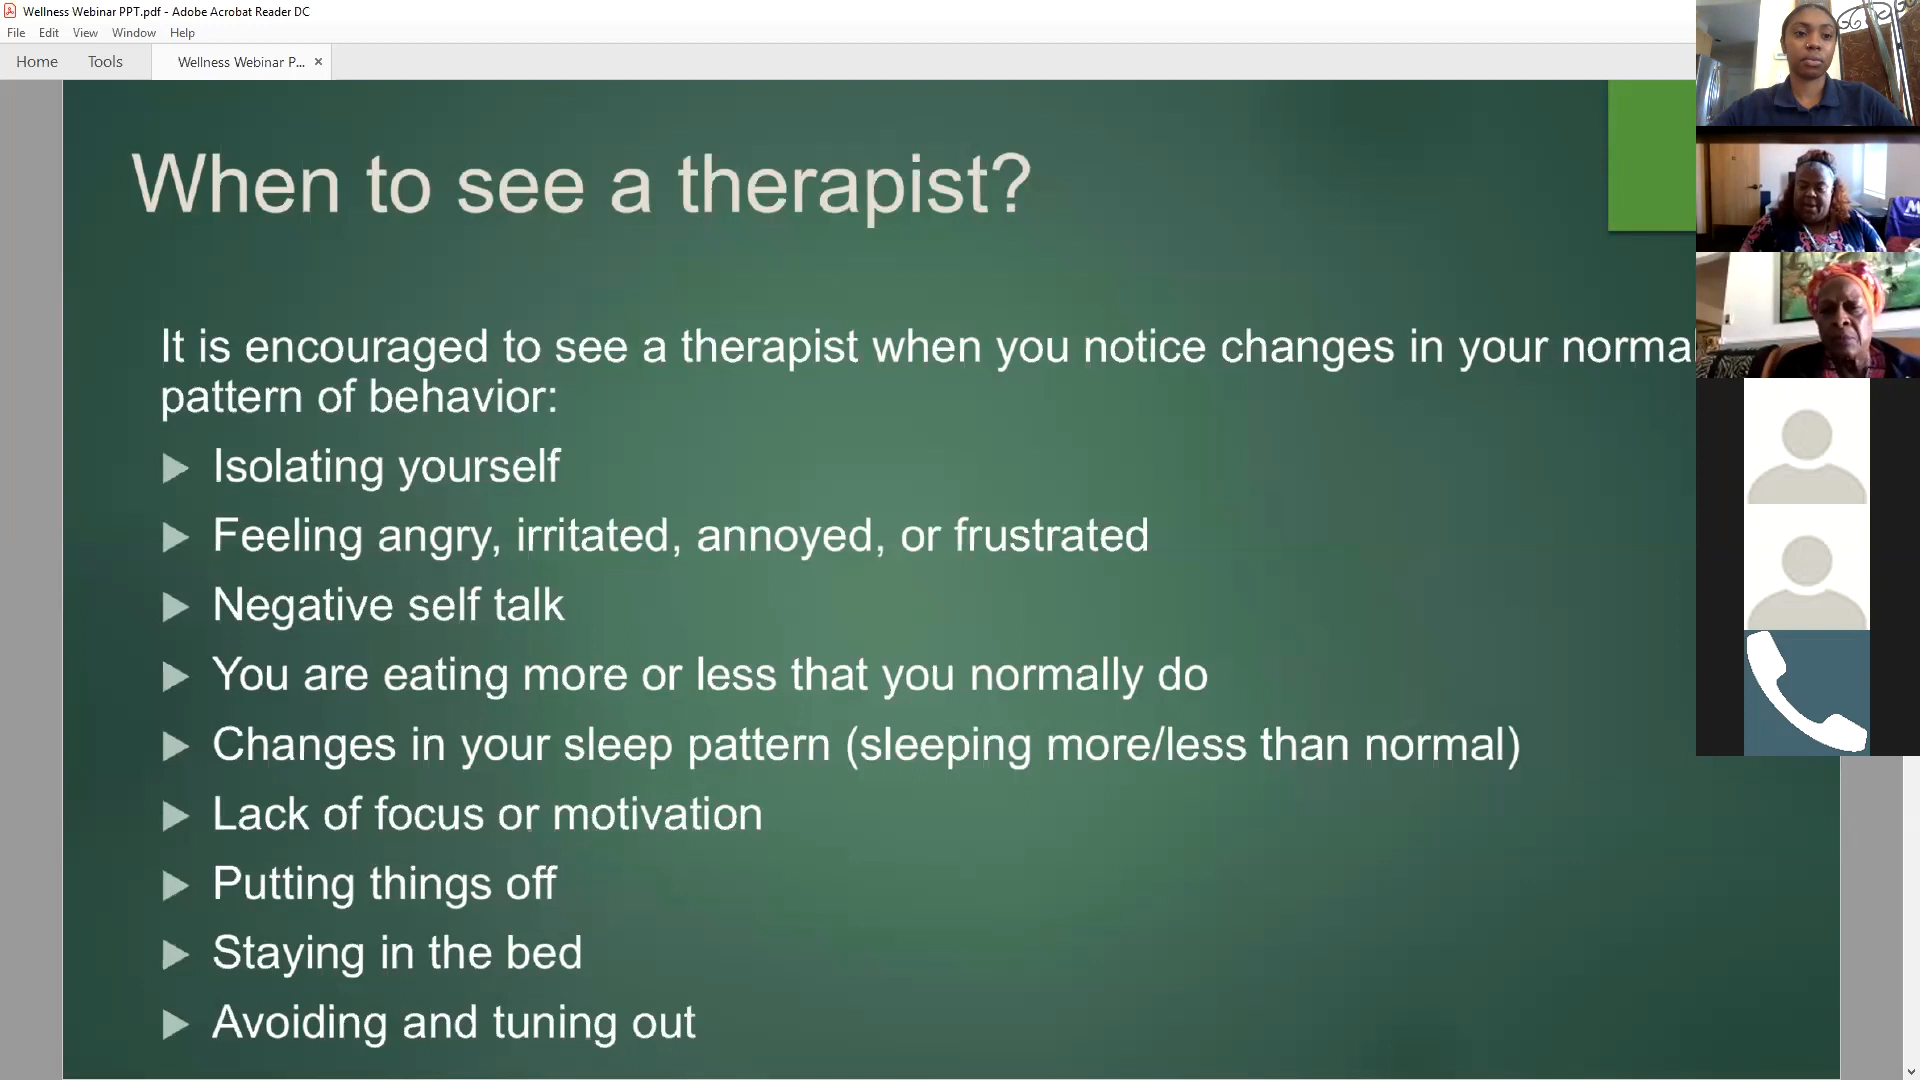 Wellness Webinar PPT.pdf - Adobe Acrobat Reader DC
File Edit View Window Help
Home Tools Wellness Webinar P... ×
When to see a therapist?
It is encouraged to see a therapist when you notice changes in your norma
pattern of behavior:
Isolating yourself
Feeling angry, irritated, annoyed, or frustrated
Negative self talk
You are eating more or less that you normally do
Changes in your sleep pattern (sleeping more/less than normal)
Lack of focus or motivation
Putting things off
Staying in the bed
Avoiding and tuning out